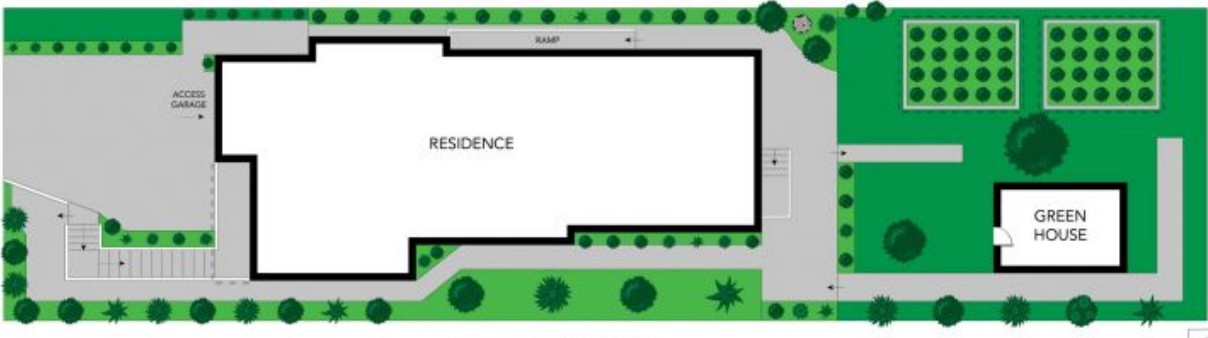 RAMP
ACCESS
GARAGE
RESIDENCE
GREEN
HOUSE